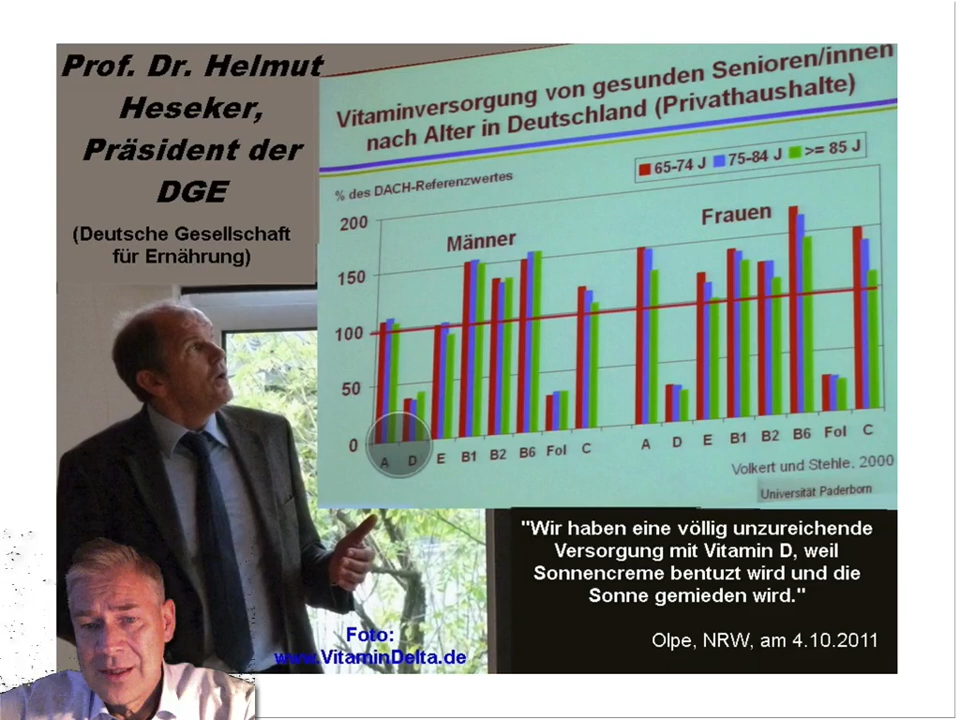 Prof. Dr. Helmut
Heseker,
Präsident der
DGE
(Deutsche Gesellschaft
für Ernährung)
Vitaminversorgung von gesunden Senioren/innen
nach Alter in Deutschland (Privathaushalte)
65-74 J 75-84 J >= 85 J
% des DACH-Referenzwertes
200
150
100
50
0
Männer
Frauen
A D E B1 B2 B6 Fol C A D E B1 B2 B6 Fol C
Volkert und Stehle, 2000
Universität Paderborn
"Wir haben eine völlig unzureichende
Versorgung mit Vitamin D, weil
Sonnencreme bentuzt wird und die
Sonne gemieden wird."
Olpe, NRW, am 4.10.2011
Foto:
www.VitaminDelta.de